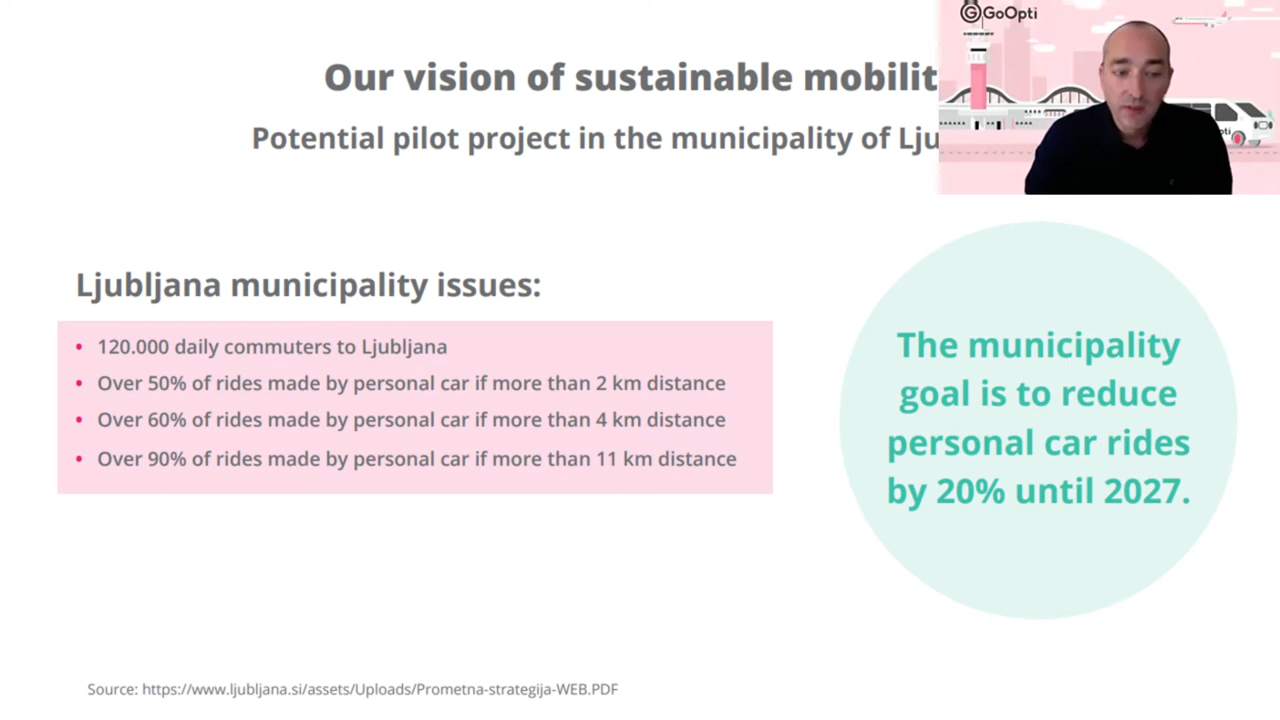 GoOpti
Our vision of sustainable
Potential pilot project in the municipality of
Ljubljana municipality issues:
• 120.000 daily commuters to Ljubljana
• Over 50% of rides made by personal car if more than 2 km distance
• Over 60% of rides made by personal car if more than 4 km distance
• Over 90% of rides made by personal car if more than 11 km distance
The municipality
goal is to reduce
personal car rides
by 20% until 2027.
Source: https://www.ljubljana.si/assets/Uploads/Prometna-strategija-WEB.PDF